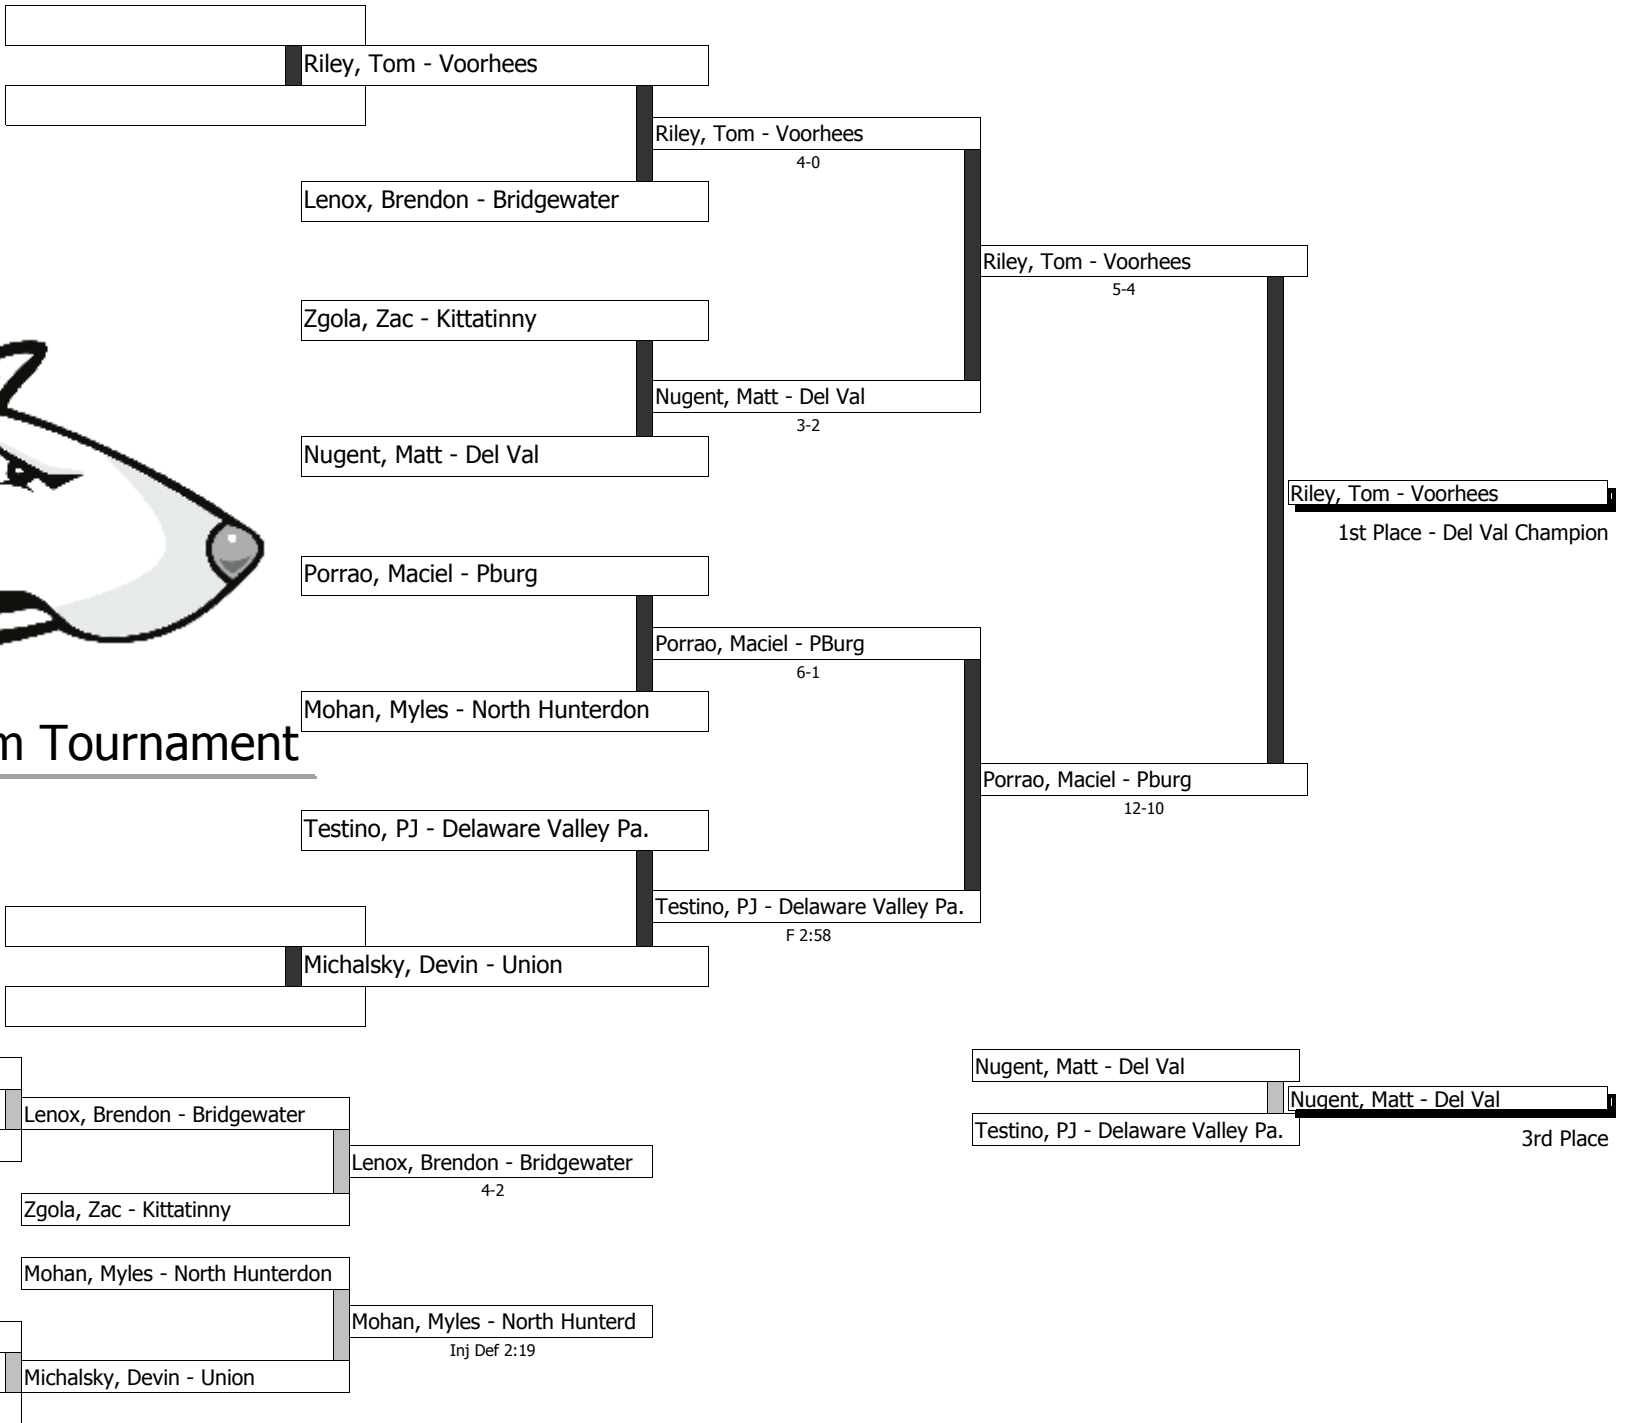 Riley, Tom - Voorhees
Riley, Tom - Voorhees
4-0
Lenox, Brendon - Bridgewater
Riley, Tom - Voorhees
5-4
Zgola, Zac - Kittatinny
Nugent, Matt - Del Val
3-2
Nugent, Matt - Del Val
Riley, Tom - Voorhees
1st Place - Del Val Champion
Porrao, Maciel - Pburg
Porrao, Maciel - PBurg
6-1
Mohan, Myles - North Hunterdon
m Tournament
Porrao, Maciel - Pburg
12-10
Testino, PJ - Delaware Valley Pa.
Testino, PJ - Delaware Valley Pa.
F 2:58
Michalsky, Devin - Union
Nugent, Matt - Del Val
Nugent, Matt - Del Val
Testino, PJ - Delaware Valley Pa.
3rd Place
Lenox, Brendon - Bridgewater
Lenox, Brendon - Bridgewater
4-2
Zgola, Zac - Kittatinny
Mohan, Myles - North Hunterdon
Mohan, Myles - North Hunterd
Inj Def 2:19
Michalsky, Devin - Union